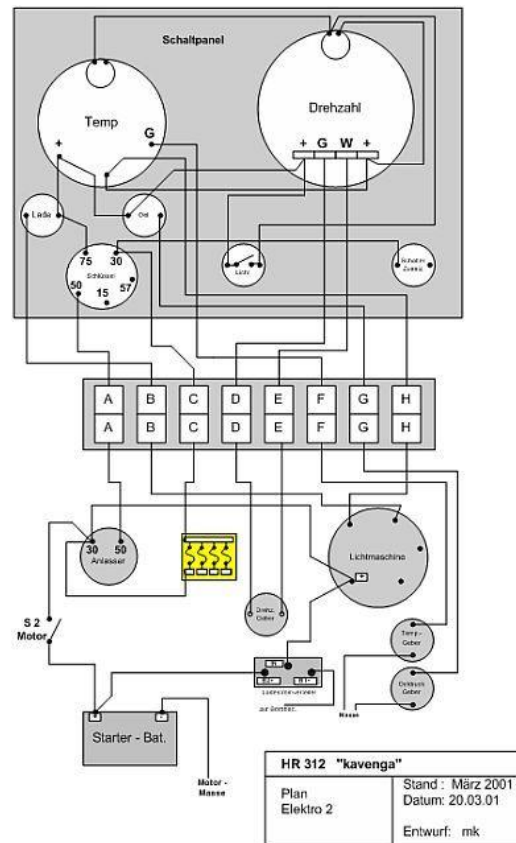 Schaltpanel
Temp
Drehzahl
+
G
+ G W +
Lade
Oel
75 30
Schlüssel
50
15
57
Licht
A B C D E F G H
A B C D E F G H
30 50
Anlasser
Lichtmaschine
+
S 2
Motor
Drehz.
Geber
Temp.-
Geber
Öldruck
Geber
Masse
+
-
Starter - Bat.
Motor -
Masse
HR 312 "kavenga"
Plan
Elektro 2
Stand : März 2001
Datum: 20.03.01
Entwurf: mk